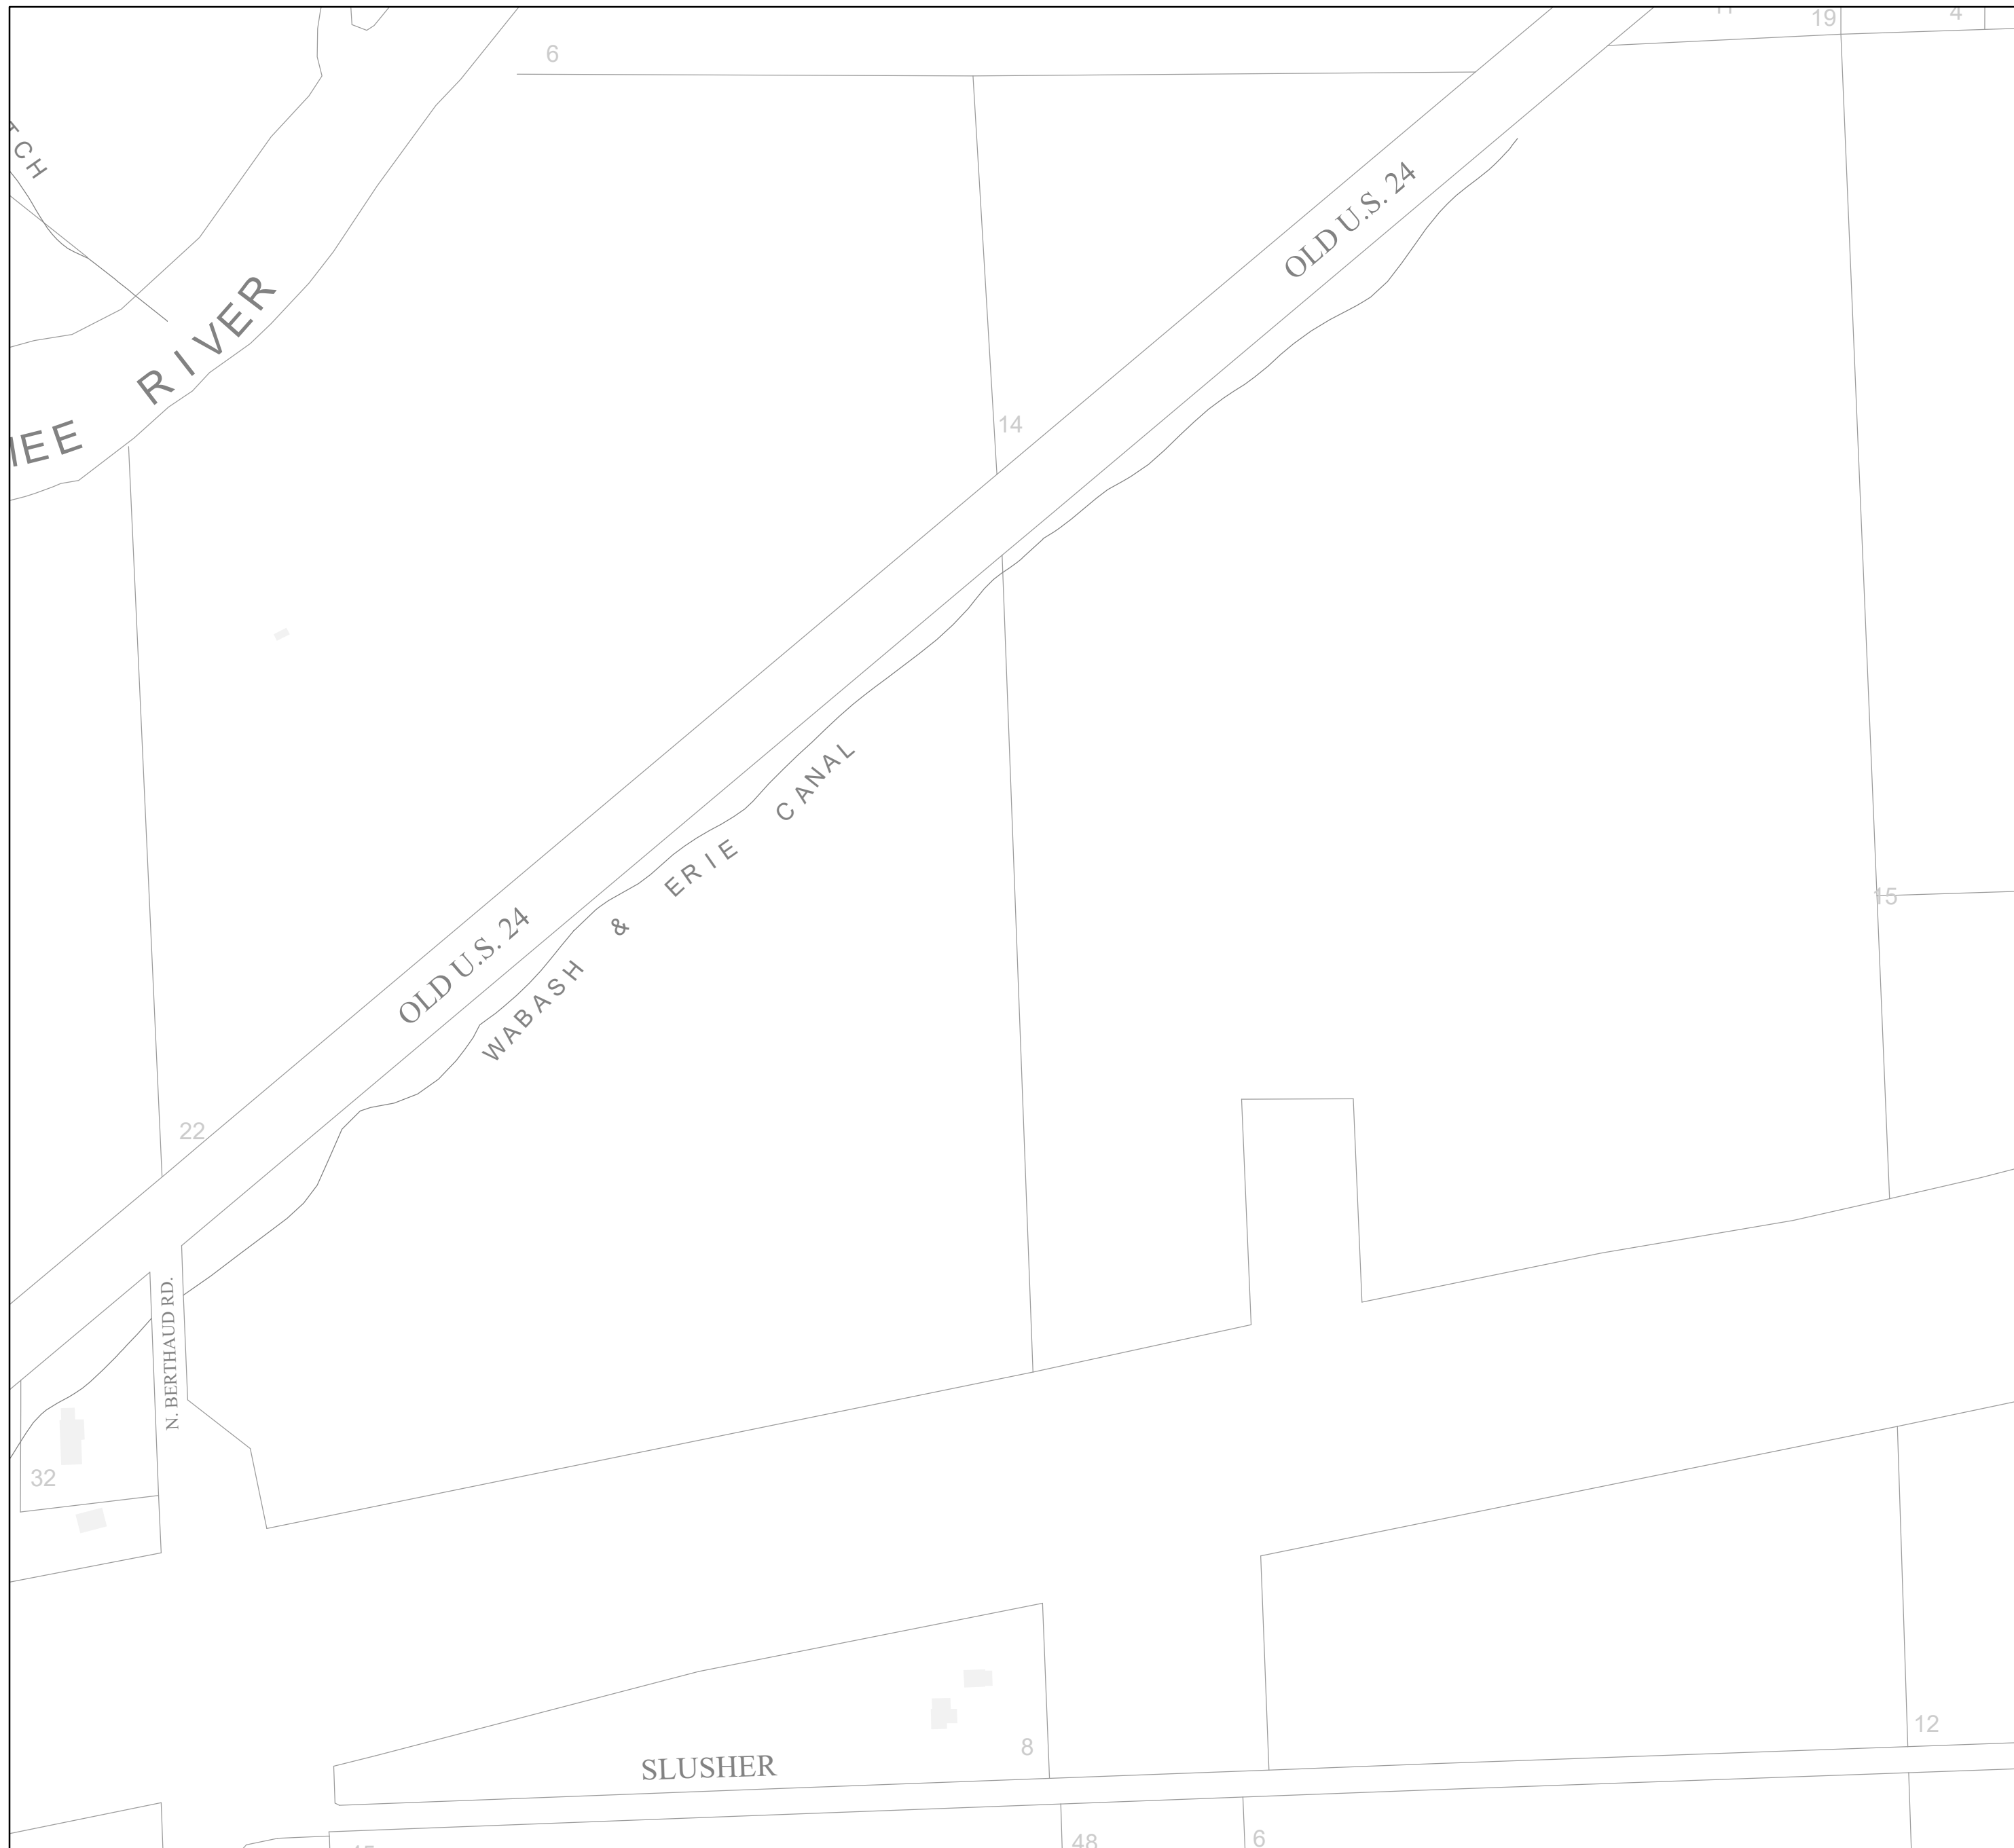 19
4
6
CH
RIVER
OLD U.S. 24
14
EE
WABASH & ERIE CANAL
15
OLD U.S. 24
22
N. BERTHAUD RD.
32
12
8
SLUSHER
48
6